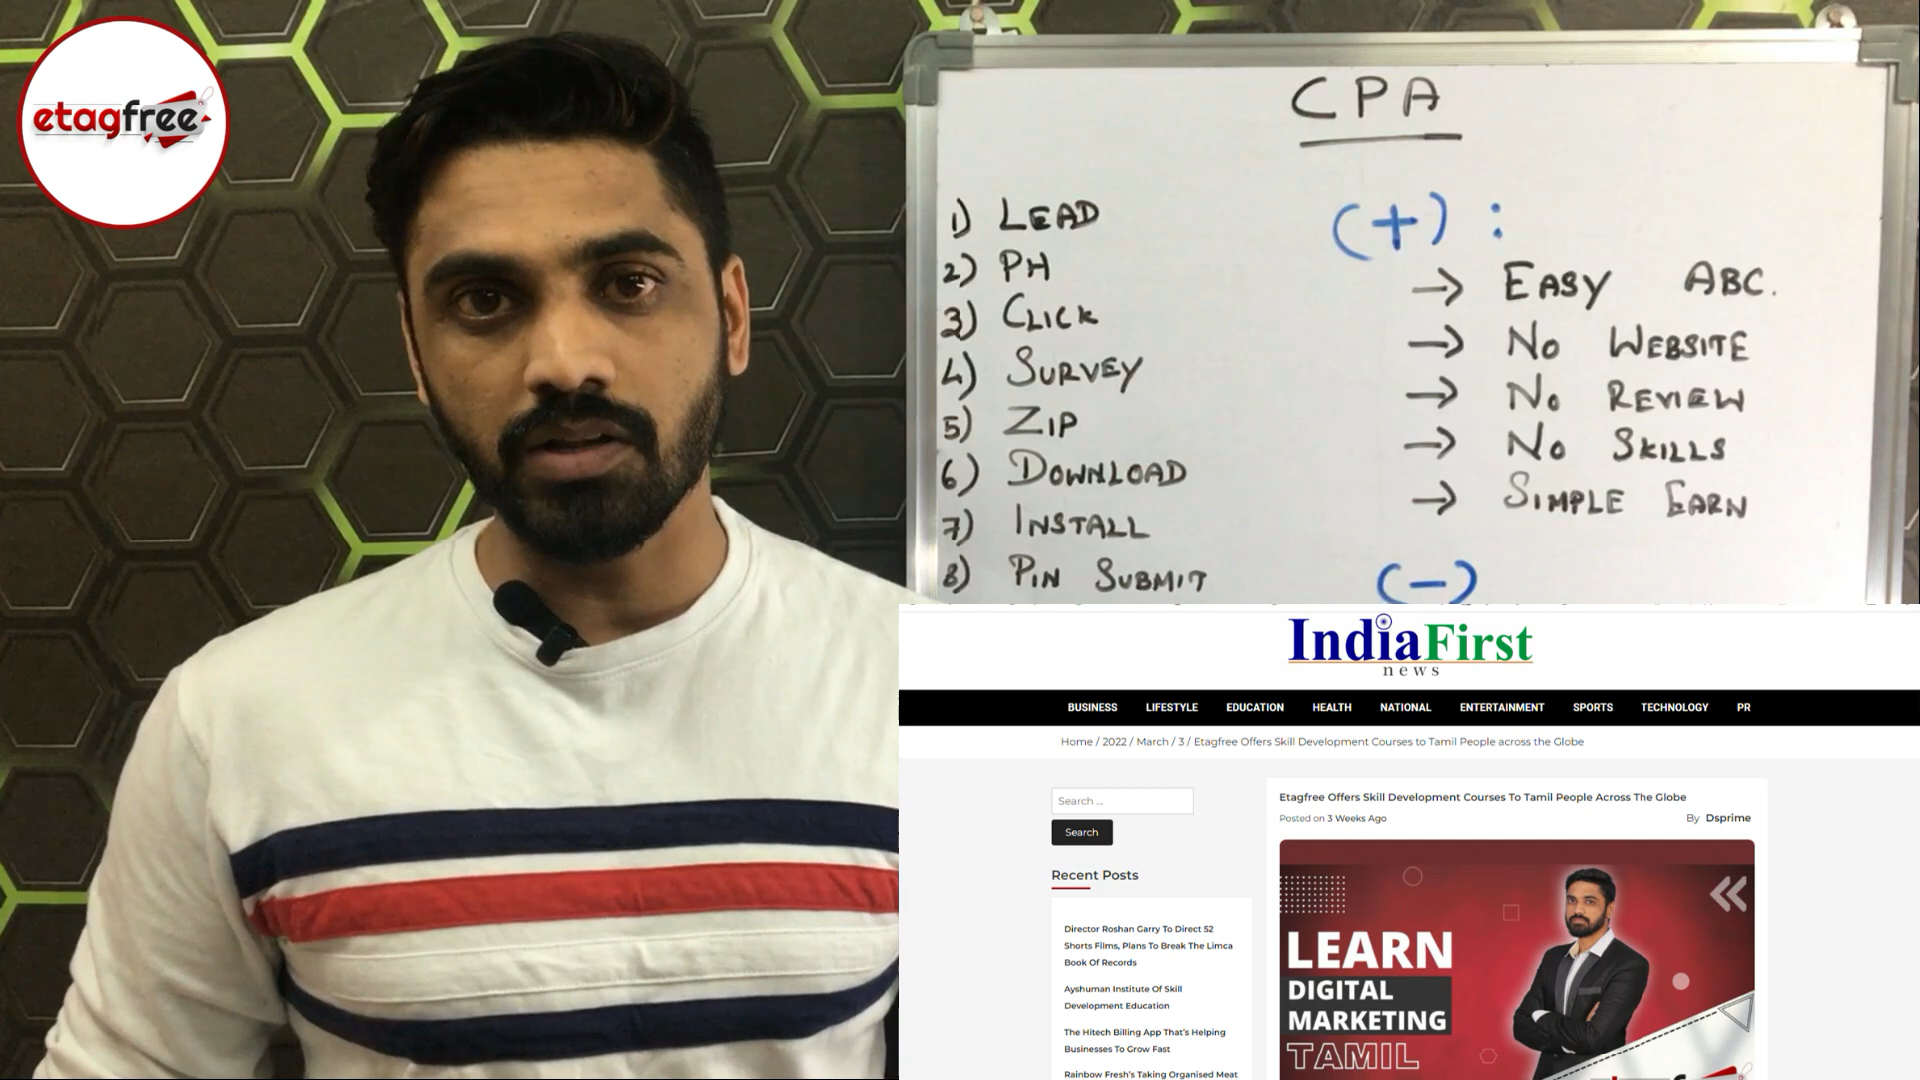 etagfree
CPA
1) LEAD
2) PH
3) CLICK
4) SURVEY
5) ZIP
6) DOWNLOAD
7) INSTALL
8) PIN SUBMIT
(+) :
→ EASY ABC.
→ NO WEBSITE
→ NO REVIEW
→ NO SKILLS
→ SIMPLE EARN
(-)
IndiaFirst
news
BUSINESS LIFESTYLE EDUCATION HEALTH NATIONAL ENTERTAINMENT SPORTS TECHNOLOGY PR
Home / 2022 / March / 3 / Etagfree Offers Skill Development Courses to Tamil People across the Globe
Search ...
Search
Recent Posts
Director Roshan Garry To Direct 52
Shorts Films, Plans To Break The Limca
Book Of Records
Ayshuman Institute Of Skill
Development Education
The Hitech Billing App That's Helping
Businesses To Grow Fast
Rainbow Fresh's Taking Organised Meat
Etagfree Offers Skill Development Courses To Tamil People Across The Globe
Posted on 3 Weeks Ago By Dsprime
LEARN
DIGITAL
MARKETING
TAMIL